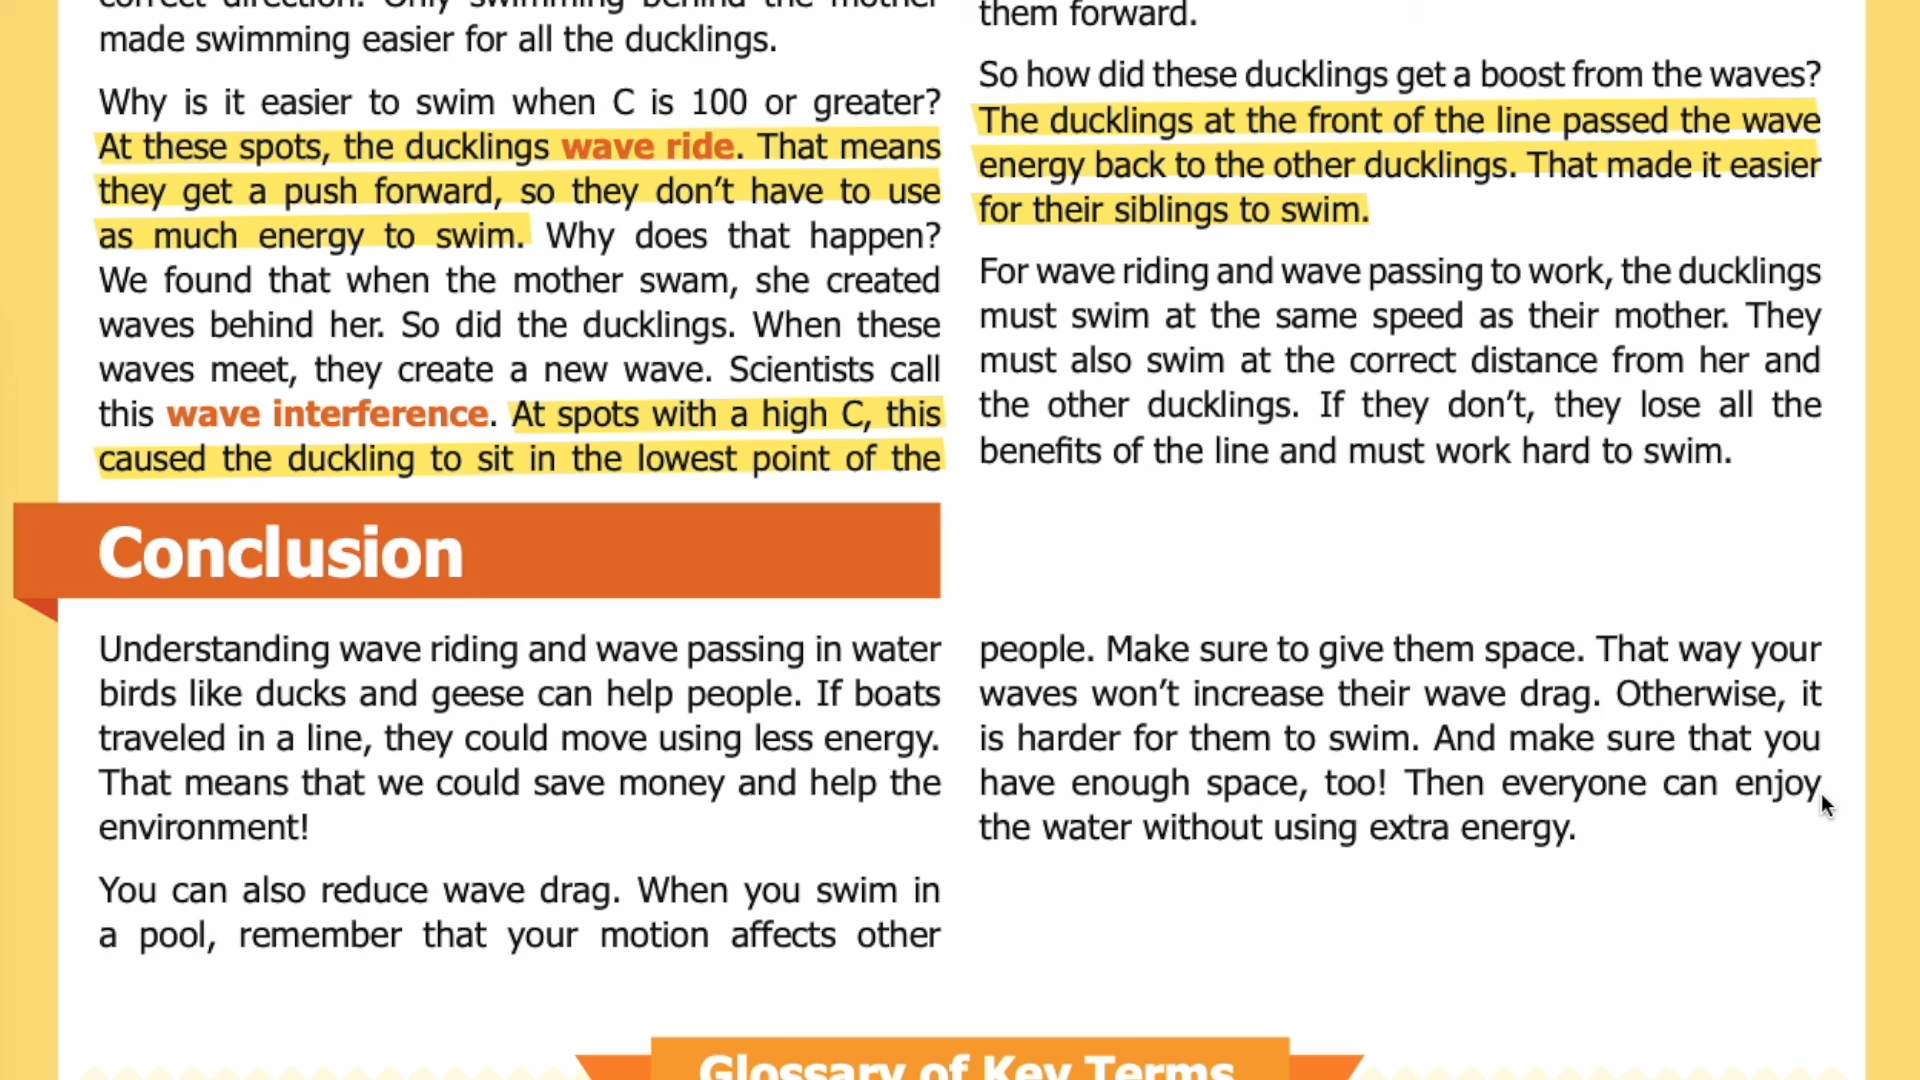 correct direction. Only swimming behind the mother
made swimming easier for all the ducklings.
Why is it easier to swim when C is 100 or greater?
At these spots, the ducklings wave ride. That means
they get a push forward, so they don’t have to use
as much energy to swim. Why does that happen?
We found that when the mother swam, she created
waves behind her. So did the ducklings. When these
waves meet, they create a new wave. Scientists call
this wave interference. At spots with a high C, this
caused the duckling to sit in the lowest point of the
them forward.
So how did these ducklings get a boost from the waves?
The ducklings at the front of the line passed the wave
energy back to the other ducklings. That made it easier
for their siblings to swim.
For wave riding and wave passing to work, the ducklings
must swim at the same speed as their mother. They
must also swim at the correct distance from her and
the other ducklings. If they don’t, they lose all the
benefits of the line and must work hard to swim.
Conclusion
Understanding wave riding and wave passing in water
birds like ducks and geese can help people. If boats
traveled in a line, they could move using less energy.
That means that we could save money and help the
environment!
You can also reduce wave drag. When you swim in
a pool, remember that your motion affects other
people. Make sure to give them space. That way your
waves won’t increase their wave drag. Otherwise, it
is harder for them to swim. And make sure that you
have enough space, too! Then everyone can enjoy
the water without using extra energy.
Glossary of Key Terms